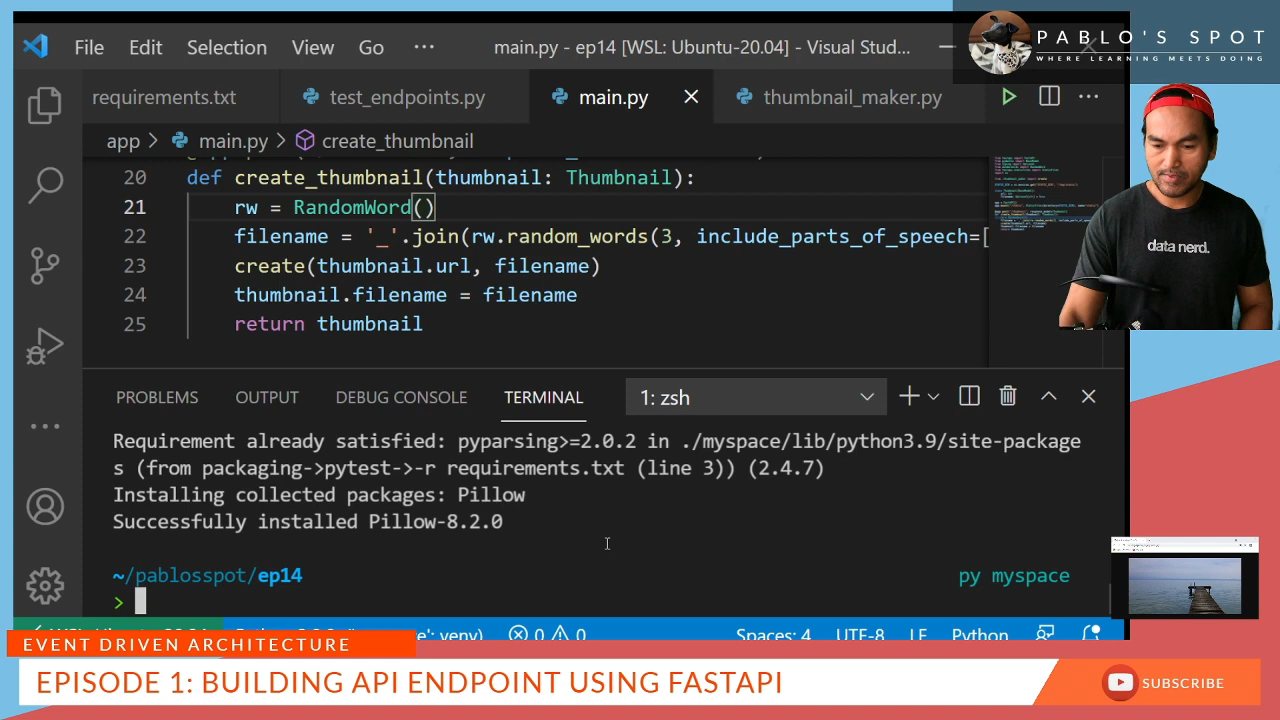 File Edit Selection View Go ··· main.py - ep14 [WSL: Ubuntu-20.04] - Visual Stud...
PABLO'S SPOT
WHERE LEARNING MEETS DOING
requirements.txt test_endpoints.py main.py thumbnail_maker.py
app > main.py > create_thumbnail
20 def create_thumbnail(thumbnail: Thumbnail):
21 rw = RandomWord()
22 filename = '_'.join(rw.random_words(3, include_parts_of_speech=[
23 create(thumbnail.url, filename)
24 thumbnail.filename = filename
25 return thumbnail
data nerd.
PROBLEMS OUTPUT DEBUG CONSOLE TERMINAL 1: zsh
Requirement already satisfied: pyparsing>=2.0.2 in ./myspace/lib/python3.9/site-package
s (from packaging->pytest->-r requirements.txt (line 3)) (2.4.7)
Installing collected packages: Pillow
Successfully installed Pillow-8.2.0
~/pablosspot/ep14 py myspace
>
0 0 Spaces: 4 UTF-8 LF Python
EVENT DRIVEN ARCHITECTURE
EPISODE 1: BUILDING API ENDPOINT USING FASTAPI
SUBSCRIBE